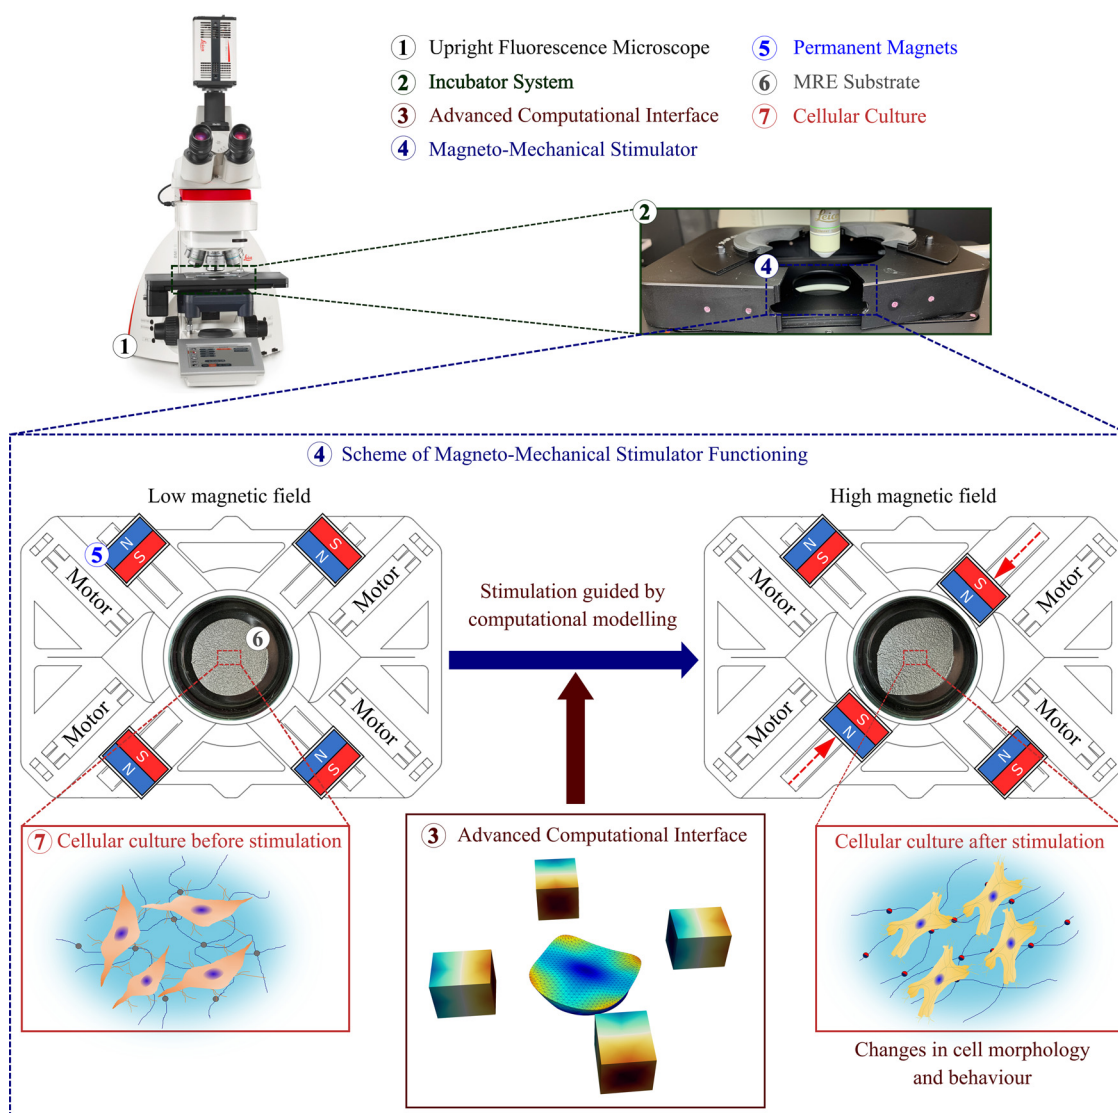 1 Upright Fluorescence Microscope
2 Incubator System
3 Advanced Computational Interface
4 Magneto-Mechanical Stimulator
5 Permanent Magnets
6 MRE Substrate
7 Cellular Culture
2
4
1
4 Scheme of Magneto-Mechanical Stimulator Functioning
Low magnetic field
High magnetic field
5
N
S
S
N
Motor
Motor
6
Motor
Motor
S
N
N
S
Stimulation guided by
computational modelling
N
S
S
N
Motor
Motor
Motor
Motor
S
N
N
S
7 Cellular culture before stimulation
3 Advanced Computational Interface
Cellular culture after stimulation
Changes in cell morphology
and behaviour